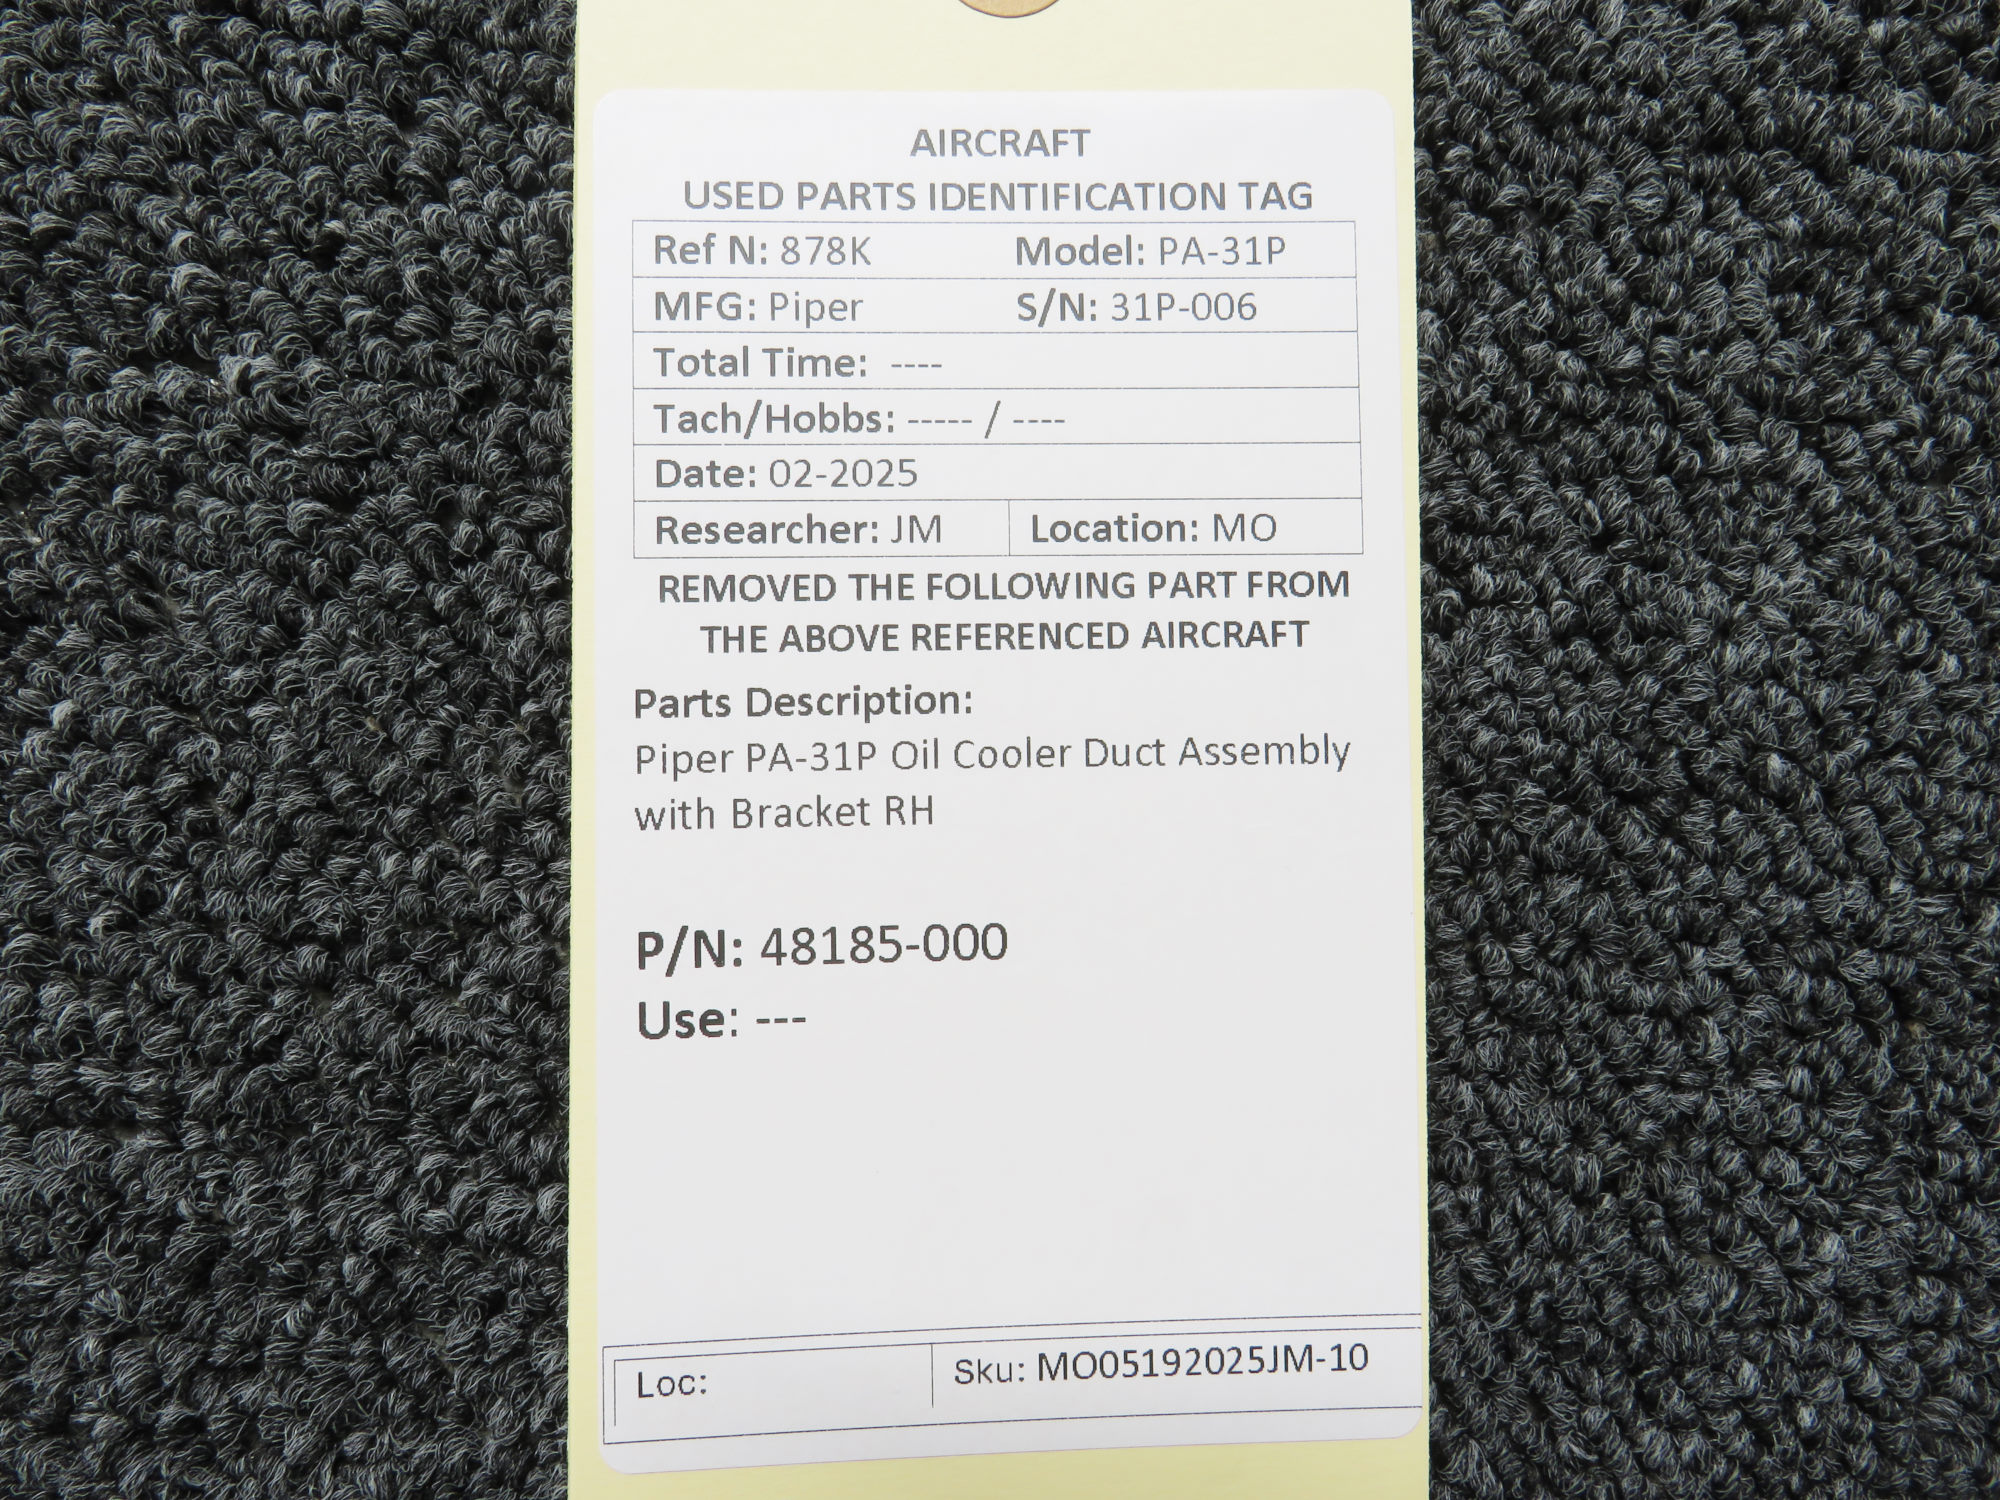 AIRCRAFT
USED PARTS IDENTIFICATION TAG
Ref N: 878K Model: PA-31P
MFG: Piper S/N: 31P-006
Total Time: ----
Tach/Hobbs: ----- / ----
Date: 02-2025
Researcher: JM Location: MO
REMOVED THE FOLLOWING PART FROM
THE ABOVE REFERENCED AIRCRAFT
Parts Description:
Piper PA-31P Oil Cooler Duct Assembly
with Bracket RH
P/N: 48185-000
Use: ---
Loc: Sku: MO05192025JM-10